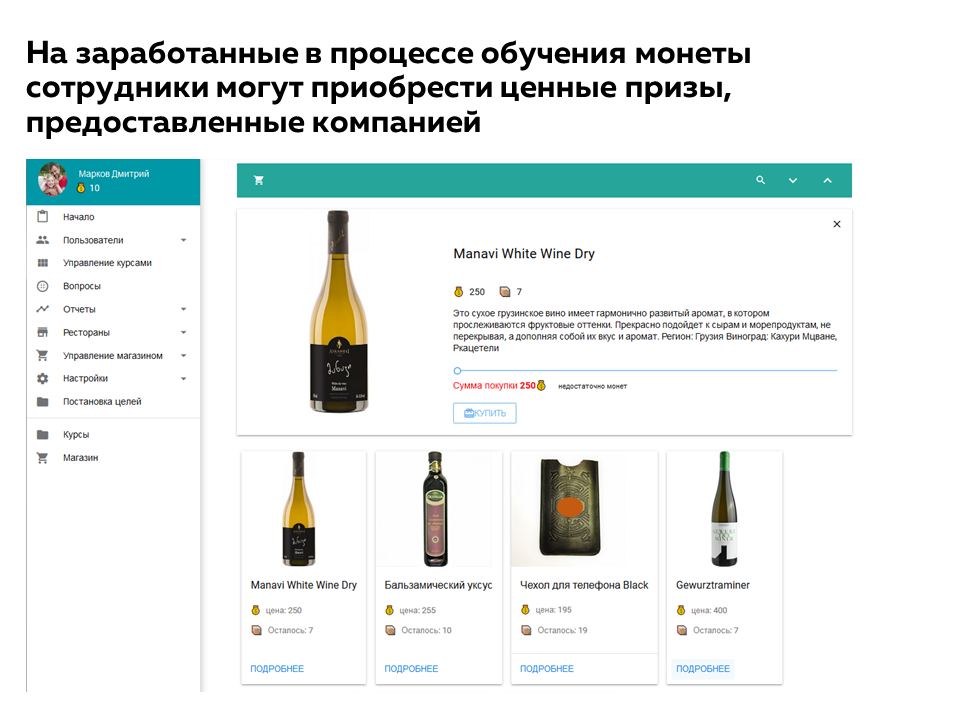 На заработанные в процессе обучения монеты
сотрудники могут приобрести ценные призы,
предоставленные компанией
Марков Дмитрий
10
Начало
Пользователи
Управление курсами
Вопросы
Отчеты
Рестораны
Управление магазином
Настройки
Постановка целей
Курсы
Магазин
Manavi White Wine Dry
250 7
Это сухое грузинское вино имеет гармонично развитый аромат, в котором
прослеживаются фруктовые оттенки. Прекрасно подойдет к сырам и морепродуктам, не
перекрывая, а дополняя собой их вкус и аромат. Регион: Грузия Виноград: Кахури Мцване,
Ркацетели
Сумма покупки 250 недостаточно монет
КУПИТЬ
Manavi
Manavi White Wine Dry
цена: 250
Осталось: 7
ПОДРОБНЕЕ
Бальзамический уксус
цена: 255
Осталось: 10
ПОДРОБНЕЕ
Чехол для телефона Black
цена: 195
Осталось: 19
ПОДРОБНЕЕ
Gewurztraminer
цена: 400
Осталось: 7
ПОДРОБНЕЕ